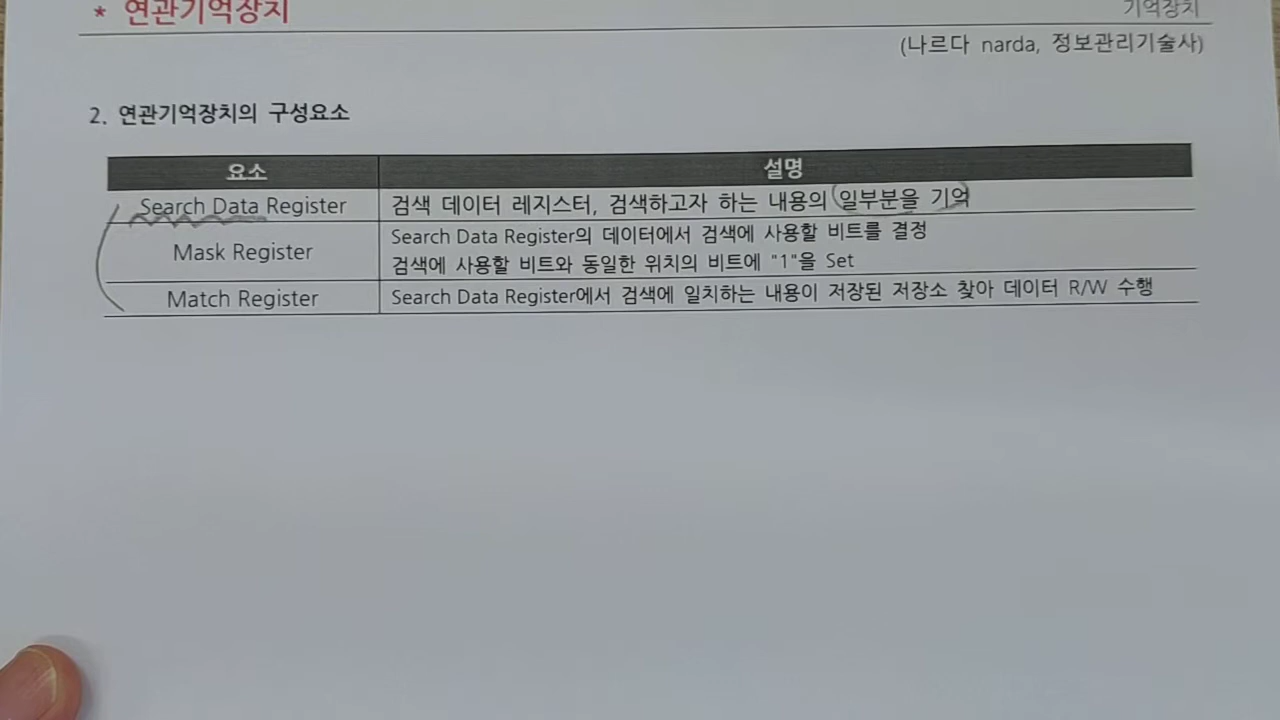 * 연관기억장치
기억장치
(나르다 narda, 정보관리기술사)
2. 연관기억장치의 구성요소
요소 설명
Search Data Register 검색 데이터 레지스터, 검색하고자 하는 내용의 일부분을 기억
Mask Register Search Data Register의 데이터에서 검색에 사용할 비트를 결정
검색에 사용할 비트와 동일한 위치의 비트에 "1"을 Set
Match Register Search Data Register에서 검색에 일치하는 내용이 저장된 저장소 찾아 데이터 R/W 수행